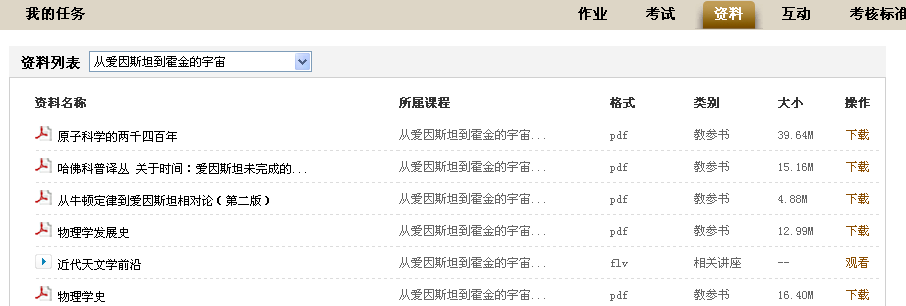 我的任务 作业 考试 资料 互动 考核标准
资料列表 从爱因斯坦到霍金的宇宙
资料名称 所属课程 格式 类别 大小 操作
原子科学的两千四百年 从爱因斯坦到霍金的宇宙... pdf 教参书 39.64M 下载
哈佛科普译丛 关于时间：爱因斯坦未完成的... 从爱因斯坦到霍金的宇宙... pdf 教参书 15.16M 下载
从牛顿定律到爱因斯坦相对论（第二版） 从爱因斯坦到霍金的宇宙... pdf 教参书 4.88M 下载
物理学发展史 从爱因斯坦到霍金的宇宙... pdf 教参书 12.99M 下载
近代天文学前沿 从爱因斯坦到霍金的宇宙... flv 相关讲座 -- 观看
物理学史 从爱因斯坦到霍金的宇宙... pdf 教参书 16.40M 下载